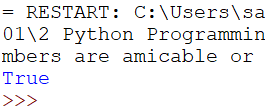 = RESTART: C:\Users\sa
01\2 Python Programmin
mbers are amicable or
True
>>>